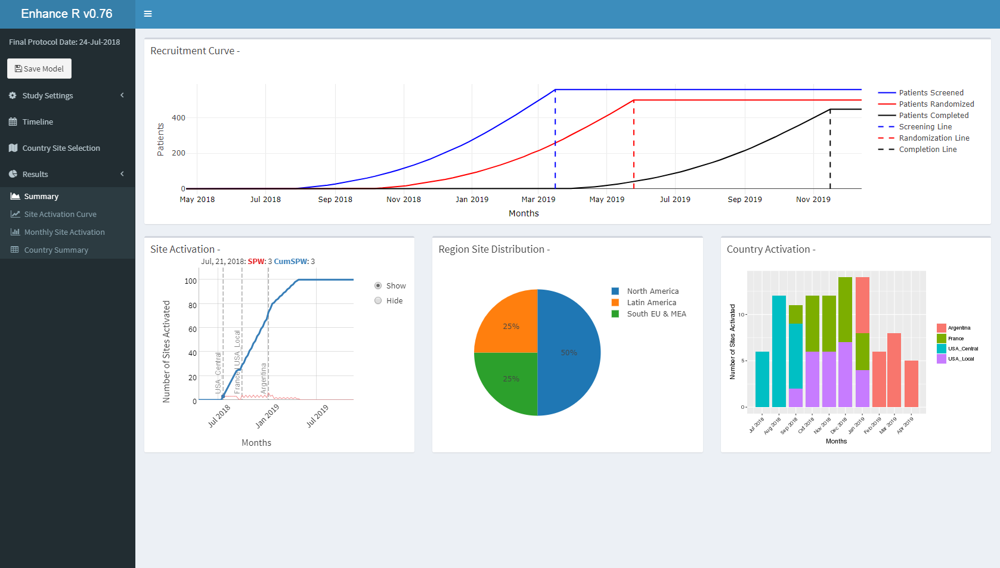 Enhance R v0.76
Final Protocol Date: 24-Jul-2018
Save Model
Study Settings
Timeline
Country Site Selection
Results
Summary
Site Activation Curve
Monthly Site Activation
Country Summary
Recruitment Curve -
400
200
0
Patients
May 2018 Jul 2018 Sep 2018 Nov 2018 Jan 2019 Mar 2019 May 2019 Jul 2019 Sep 2019 Nov 2019
Months
Patients Screened
Patients Randomized
Patients Completed
Screening Line
Randomization Line
Completion Line
Site Activation -
Jul, 21, 2018: SPW: 3 CumSPW: 3
100
80
60
40
20
0
Number of Sites Activated
USA_Central
France USA_Local
Argentina
Jul 2018 Jan 2019 Jul 2019
Months
Show
Hide
Region Site Distribution -
25%
50%
25%
North America
Latin America
South EU & MEA
Country Activation -
10
5
0
Number of Sites Activated
Jul 2018 Aug 2018 Sep 2018 Oct 2018 Nov 2018 Dec 2018 Jan 2019 Feb 2019 Mar 2019 Apr 2019
Months
Argentina
France
USA_Central
USA_Local